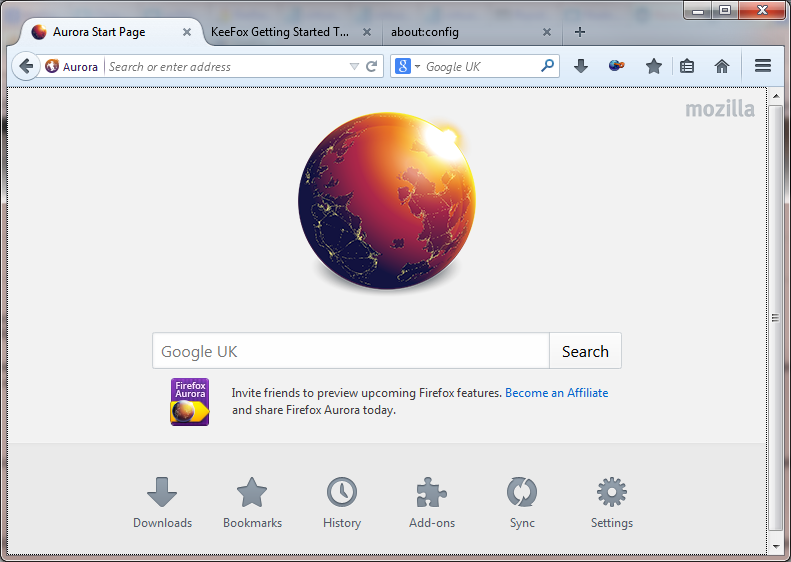 Aurora Start Page
KeeFox Getting Started T...
about:config
Aurora
Search or enter address
Google UK
mozilla
Google UK
Search
Firefox
Aurora
Invite friends to preview upcoming Firefox features. Become an Affiliate
and share Firefox Aurora today.
Downloads
Bookmarks
History
Add-ons
Sync
Settings